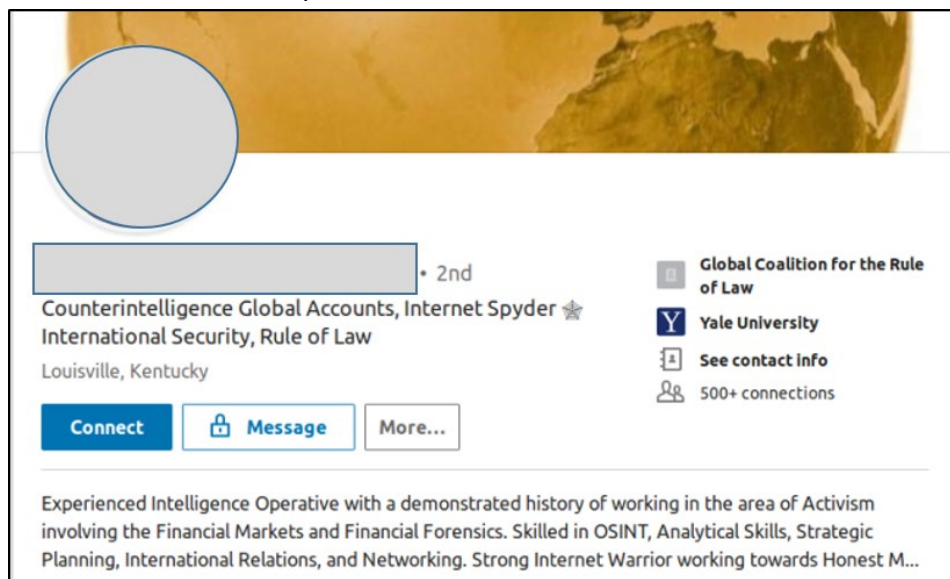 • 2nd
Counterintelligence Global Accounts, Internet Spyder
International Security, Rule of Law
Louisville, Kentucky
Connect
Message
More...
Global Coalition for the Rule
of Law
Y
Yale University
See contact info
500+ connections
Experienced Intelligence Operative with a demonstrated history of working in the area of Activism
involving the Financial Markets and Financial Forensics. Skilled in OSINT, Analytical Skills, Strategic
Planning, International Relations, and Networking. Strong Internet Warrior working towards Honest M...